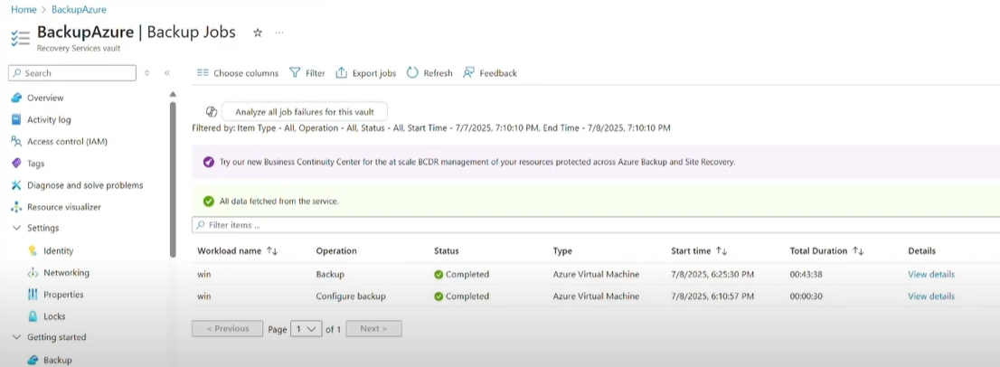 Home > BackupAzure
BackupAzure | Backup Jobs ☆ ...
Recovery Services vault
Search
Overview
Activity log
Access control (IAM)
Tags
Diagnose and solve problems
Resource visualizer
Settings
Identity
Networking
Properties
Locks
Getting started
Backup
Choose columns Filter Export jobs Refresh Feedback
Analyze all job failures for this vault
Filtered by: Item Type - All, Operation - All, Status - All, Start Time - 7/7/2025, 7:10:10 PM, End Time - 7/8/2025, 7:10:10 PM
Try our new Business Continuity Center for the at scale BCDR management of your resources protected across Azure Backup and Site Recovery.
All data fetched from the service.
Filter items ...
Workload name ↑↓ Operation Status Type Start time ↑↓ Total Duration ↑↓ Details
win Backup Completed Azure Virtual Machine 7/8/2025, 6:25:30 PM 00:43:38 View details
win Configure backup Completed Azure Virtual Machine 7/8/2025, 6:10:57 PM 00:00:30 View details
< Previous Page 1 of 1 Next >